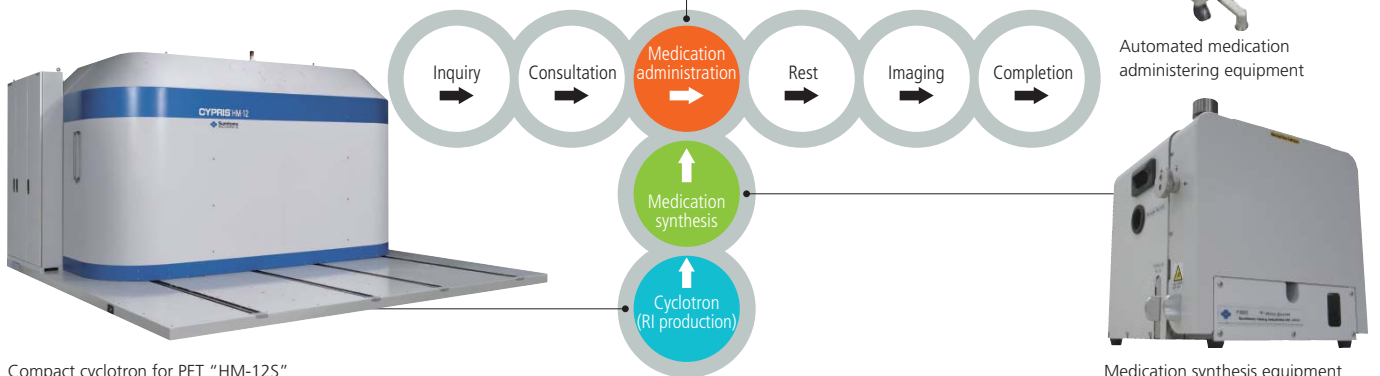 Automated medication
administering equipment
Inquiry
Consultation
Medication
administration
Rest
Imaging
Completion
CYPRIS HM-12
Sumitomo
Medication
synthesis
Cyclotron
(RI production)
Compact cyclotron for PET “HM-12S”
Medication synthesis equipment